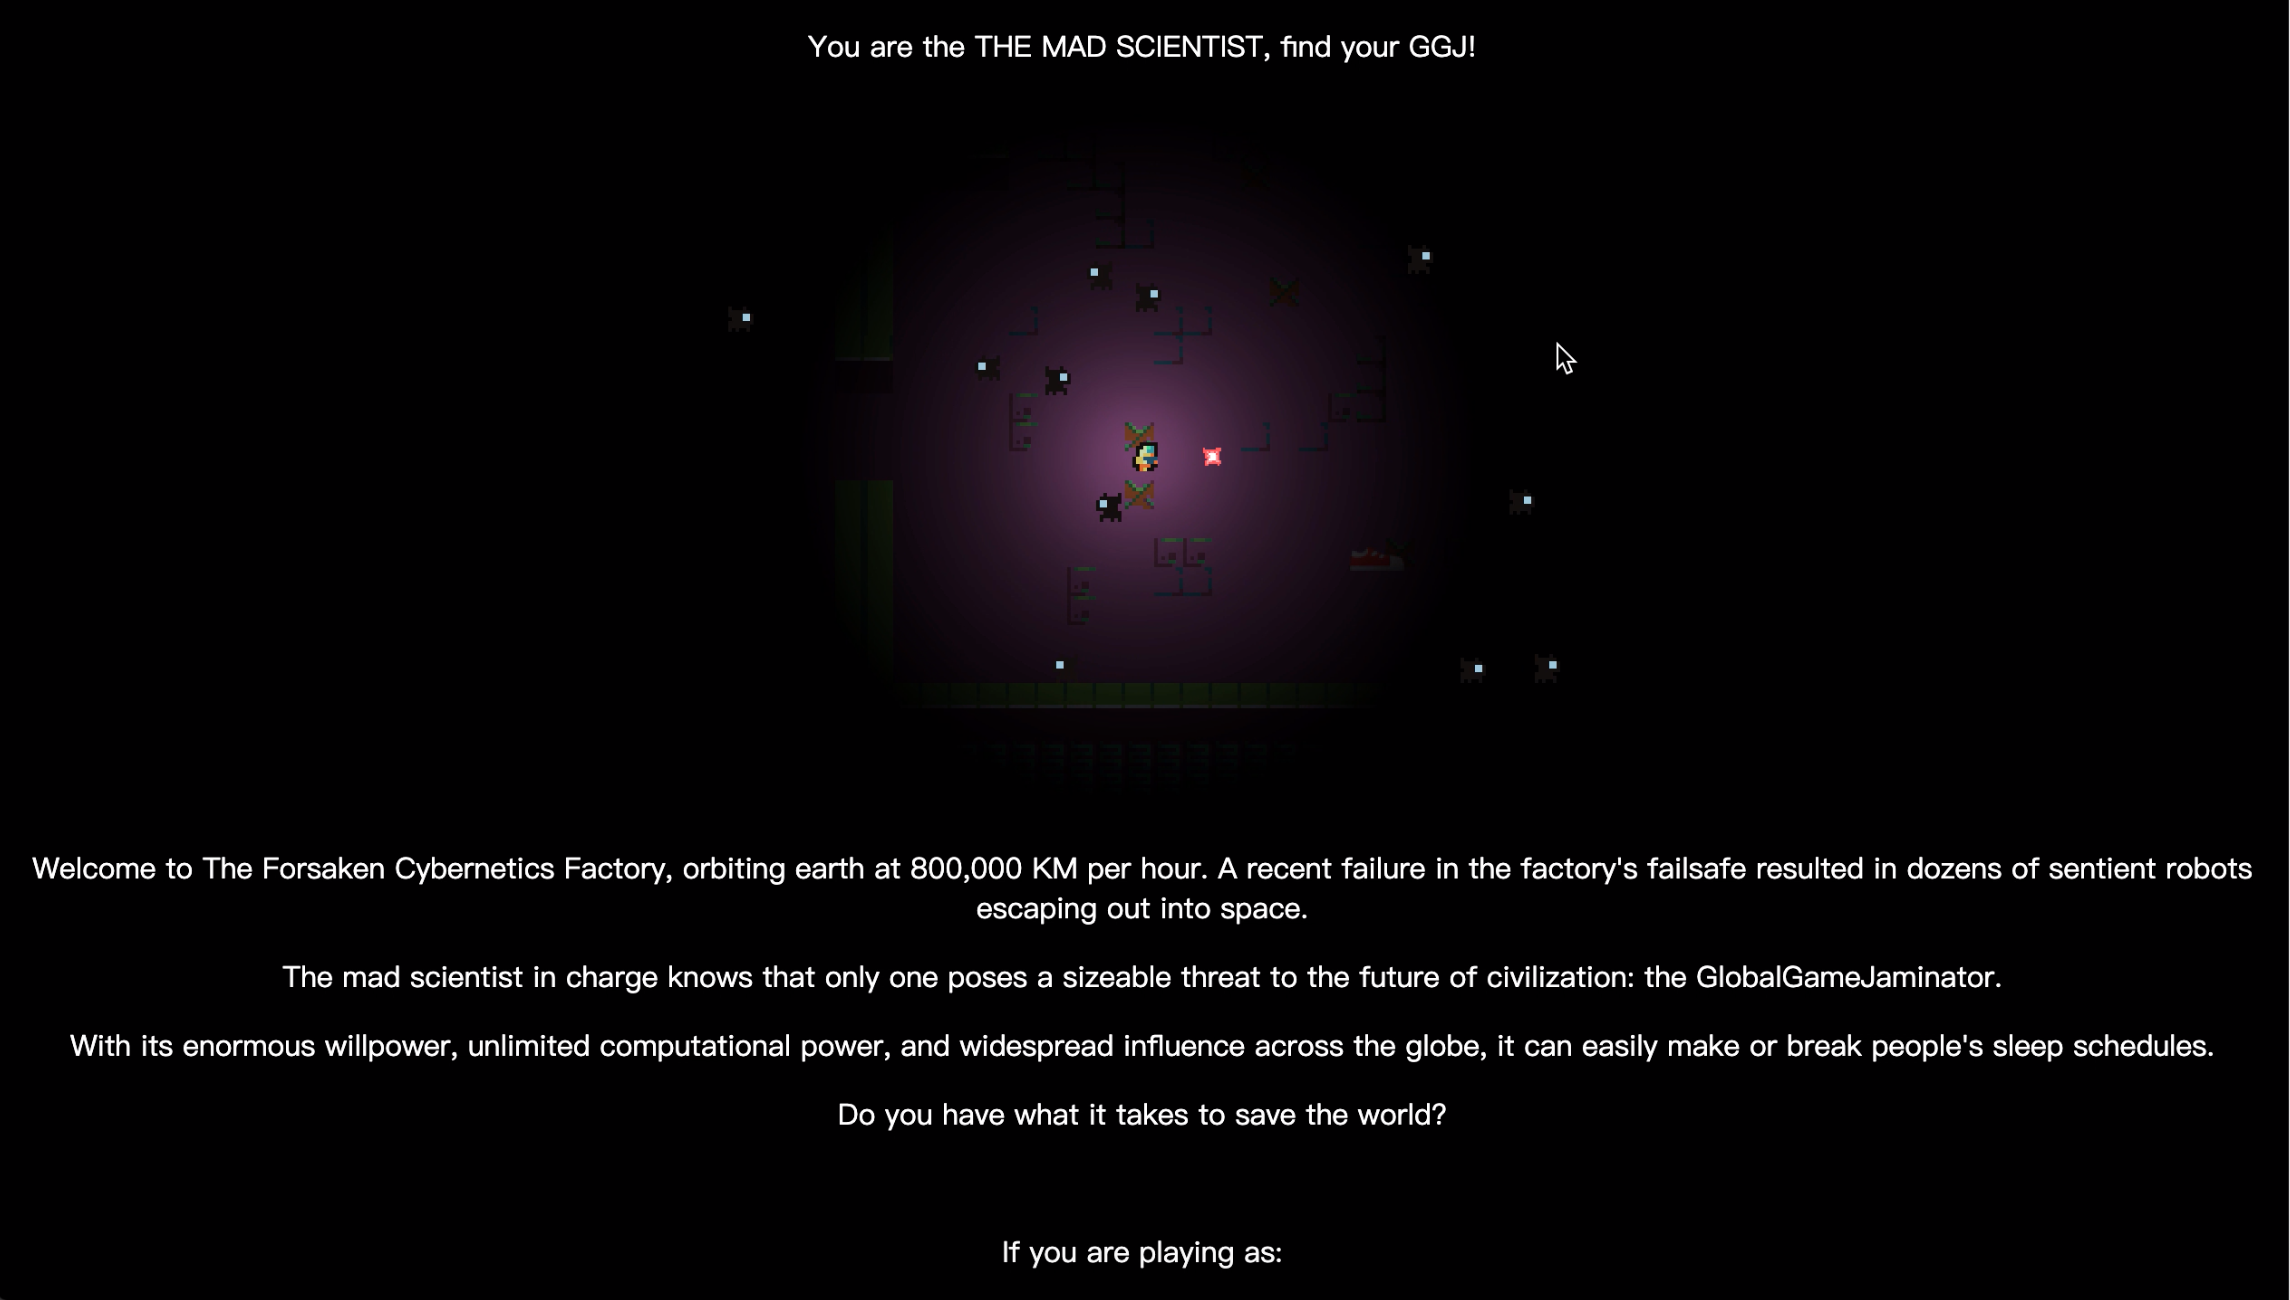 You are the THE MAD SCIENTIST, find your GGJ!
Welcome to The Forsaken Cybernetics Factory, orbiting earth at 800,000 KM per hour. A recent failure in the factory's failsafe resulted in dozens of sentient robots
escaping out into space.
The mad scientist in charge knows that only one poses a sizeable threat to the future of civilization: the GlobalGameJaminator.
With its enormous willpower, unlimited computational power, and widespread influence across the globe, it can easily make or break people's sleep schedules.
Do you have what it takes to save the world?
If you are playing as: